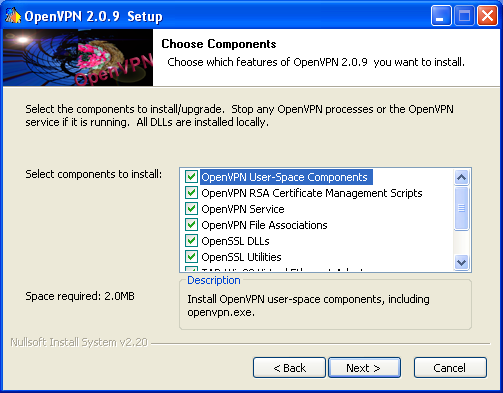 OpenVPN 2.0.9 Setup
OpenVPN
Choose Components
Choose which features of OpenVPN 2.0.9 you want to install.
Select the components to install/upgrade. Stop any OpenVPN processes or the OpenVPN
service if it is running. All DLLs are installed locally.
Select components to install:
OpenVPN User-Space Components
OpenVPN RSA Certificate Management Scripts
OpenVPN Service
OpenVPN File Associations
OpenSSL DLLs
OpenSSL Utilities
Description
Space required: 2.0MB
Install OpenVPN user-space components, including
openvpn.exe.
Nullsoft Install System v2.20
< Back
Next >
Cancel